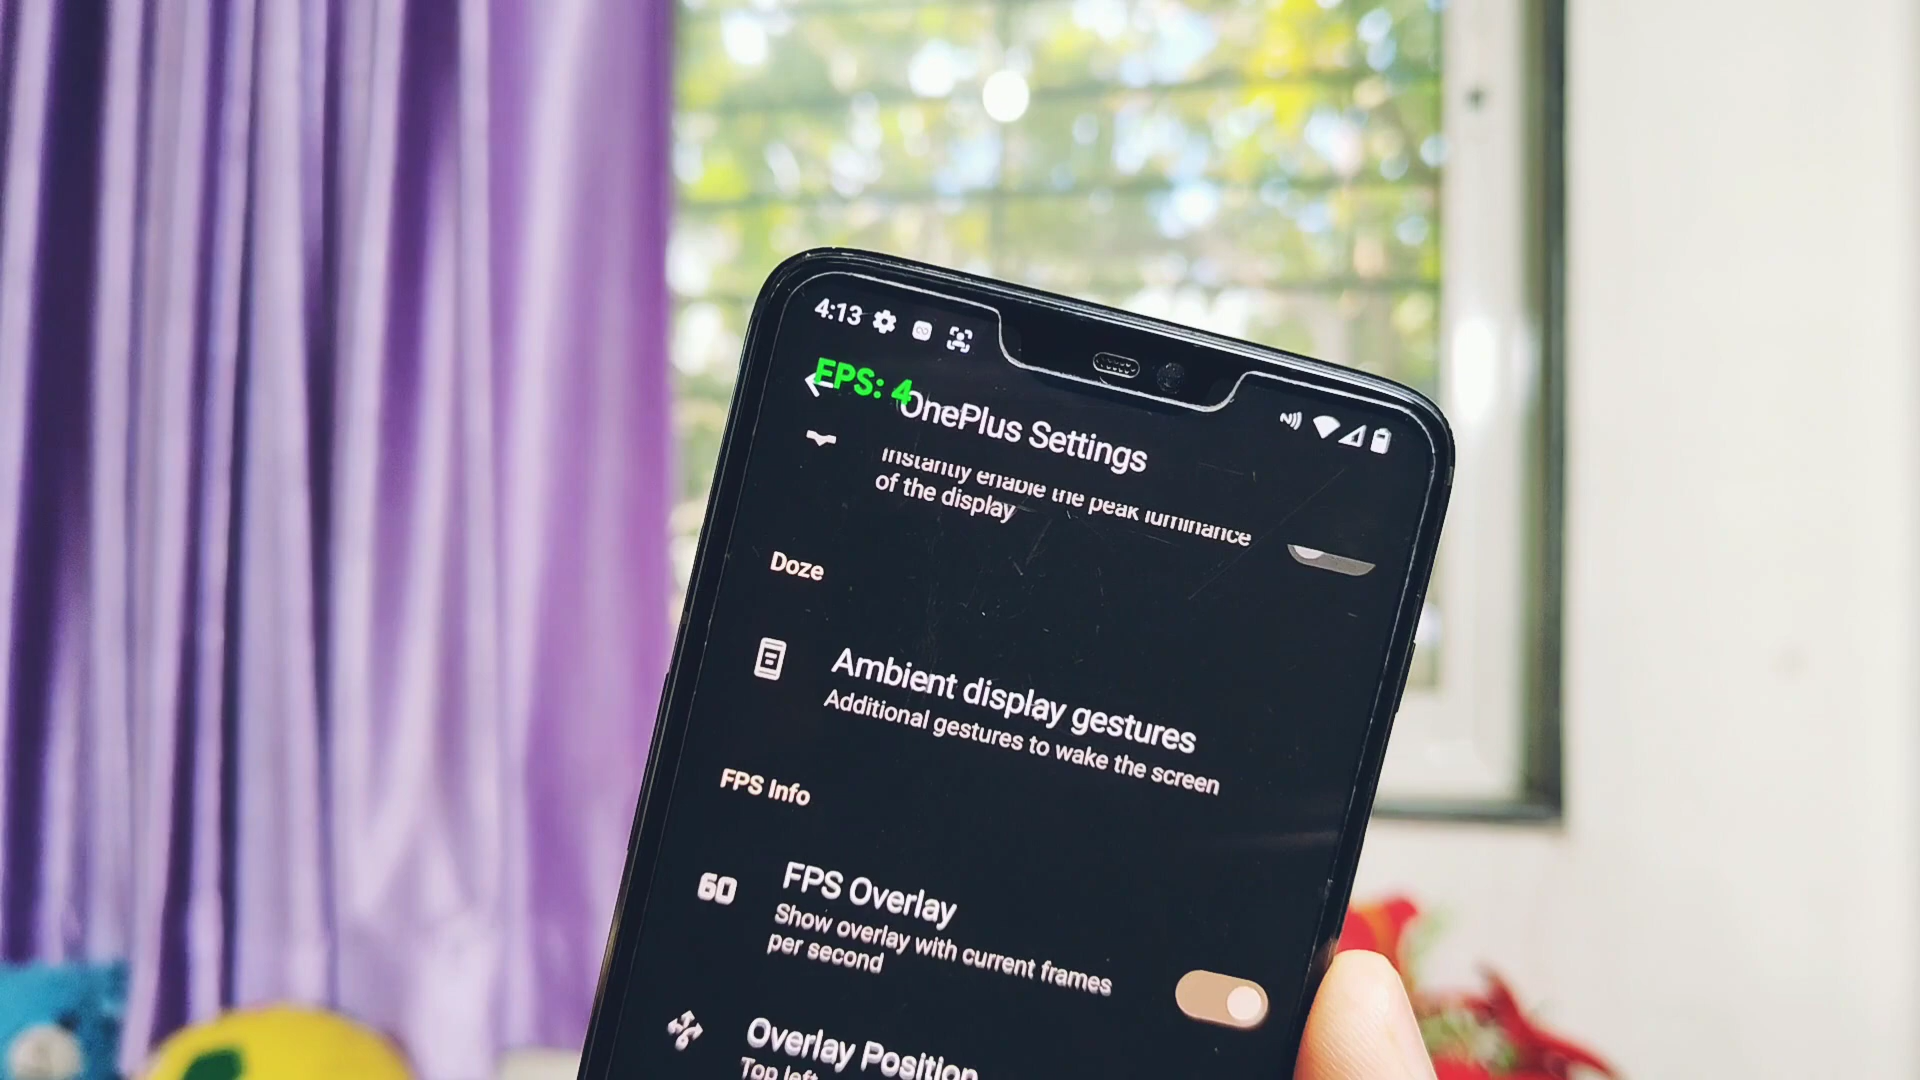 4:13
FPS: 4
OnePlus Settings
Instantly enable the peak luminance
of the display
Doze
Ambient display gestures
Additional gestures to wake the screen
FPS Info
60
FPS Overlay
Show overlay with current frames
per second
Overlay Position
Top left